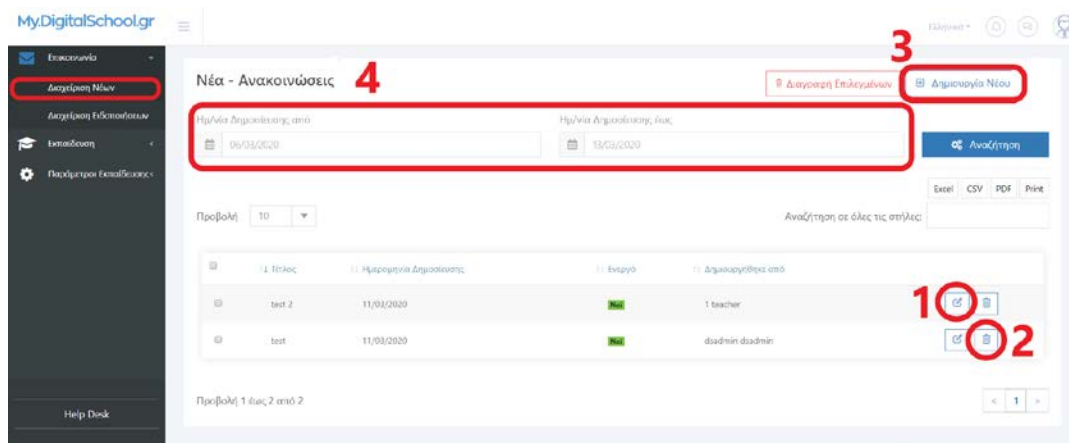 My.DigitalSchool.gr
Ελληνικά
3
Επικοινωνία
Διαχείριση Νέων
Διαχείριση Ειδοποιήσεων
Εκπαίδευση
Παράμετροι Εκπαίδευσης
Help Desk
Νέα - Ανακοινώσεις
4
Διαγραφή Επιλεγμένων
Δημιουργία Νέου
Ημ/νία Δημοσίευσης από
Ημ/νία Δημοσίευσης έως
06/03/2020
13/03/2020
Αναζήτηση
Excel CSV PDF Print
Προβολή 10
Αναζήτηση σε όλες τις στήλες:
Τίτλος Ημερομηνία Δημοσίευσης Ενεργό Δημιουργήθηκε από
test 2 11/03/2020 Ναι 1 teacher 1
test 11/03/2020 Ναι dsadmin dsadmin 2
Προβολή 1 έως 2 από 2
< 1 >